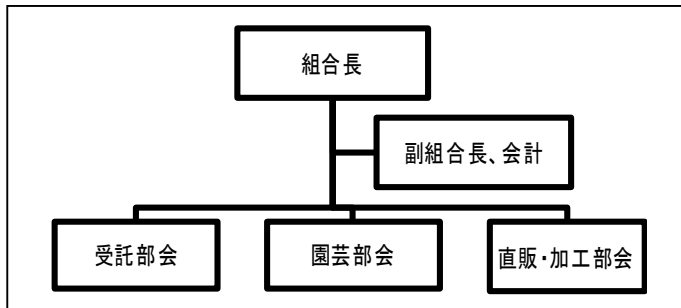 組合長
副組合長、会計
受託部会
園芸部会
直販・加工部会